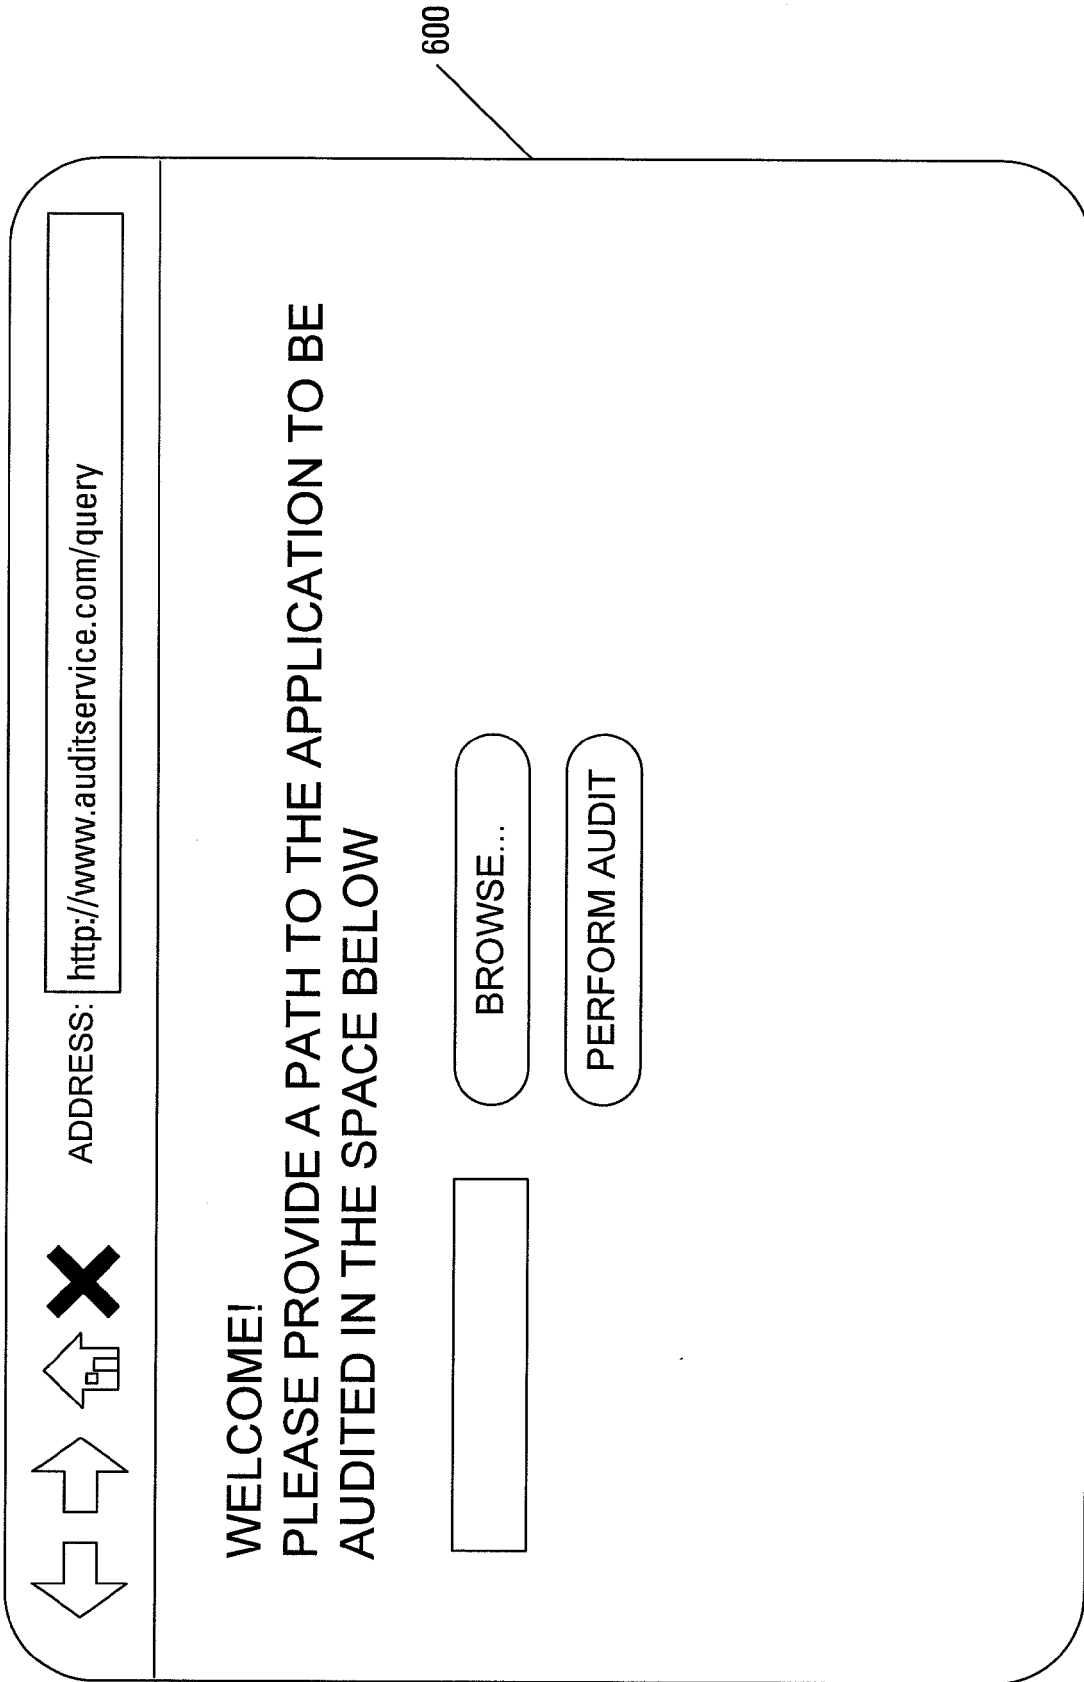 600
ADDRESS: http://www.auditservice.com/query
WELCOME!
PLEASE PROVIDE A PATH TO THE APPLICATION TO BE
AUDITED IN THE SPACE BELOW
BROWSE...
PERFORM AUDIT